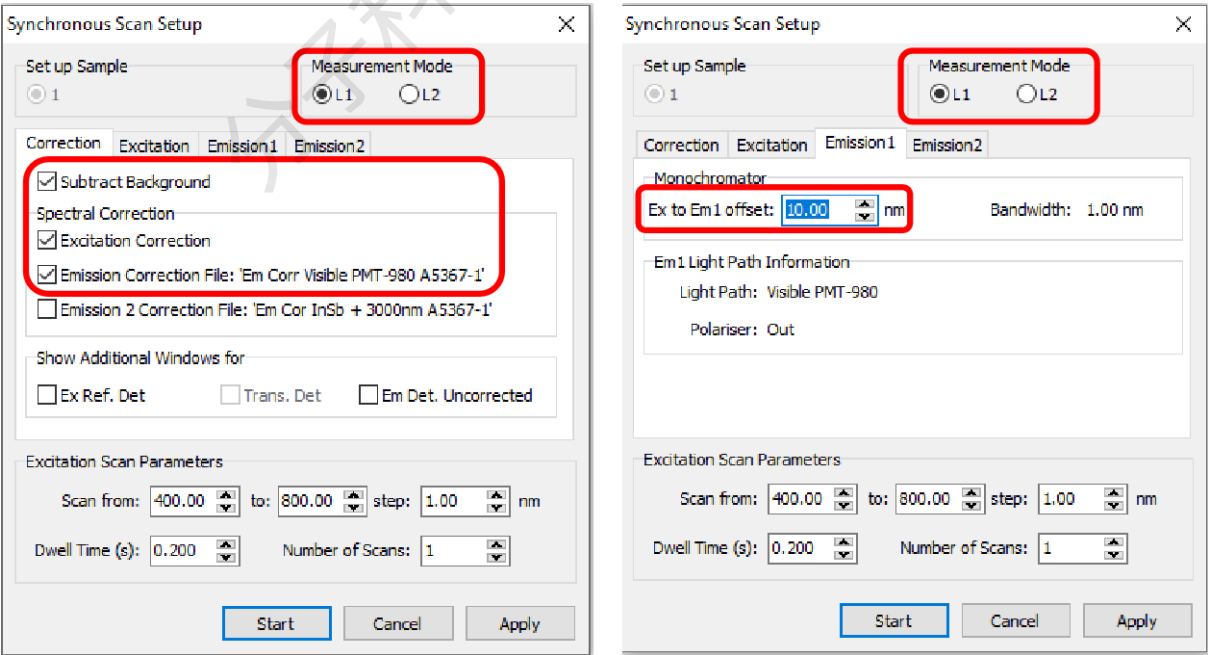 Synchronous Scan Setup
Set up Sample
1
Measurement Mode
L1 L2
Correction Excitation Emission1 Emission2
Subtract Background
Spectral Correction
Excitation Correction
Emission Correction File: 'Em Corr Visible PMT-980 A5367-1'
Emission 2 Correction File: 'Em Cor InSb + 3000nm A5367-1'
Show Additional Windows for
Ex Ref. Det Trans. Det Em Det. Uncorrected
Excitation Scan Parameters
Scan from: 400.00 to: 800.00 step: 1.00 nm
Dwell Time (s): 0.200 Number of Scans: 1
Start Cancel Apply
Synchronous Scan Setup
Set up Sample
1
Measurement Mode
L1 L2
Correction Excitation Emission1 Emission2
Monochromator
Ex to Em1 offset: 10.00 nm Bandwidth: 1.00 nm
Em1 Light Path Information
Light Path: Visible PMT-980
Polariser: Out
Excitation Scan Parameters
Scan from: 400.00 to: 800.00 step: 1.00 nm
Dwell Time (s): 0.200 Number of Scans: 1
Start Cancel Apply